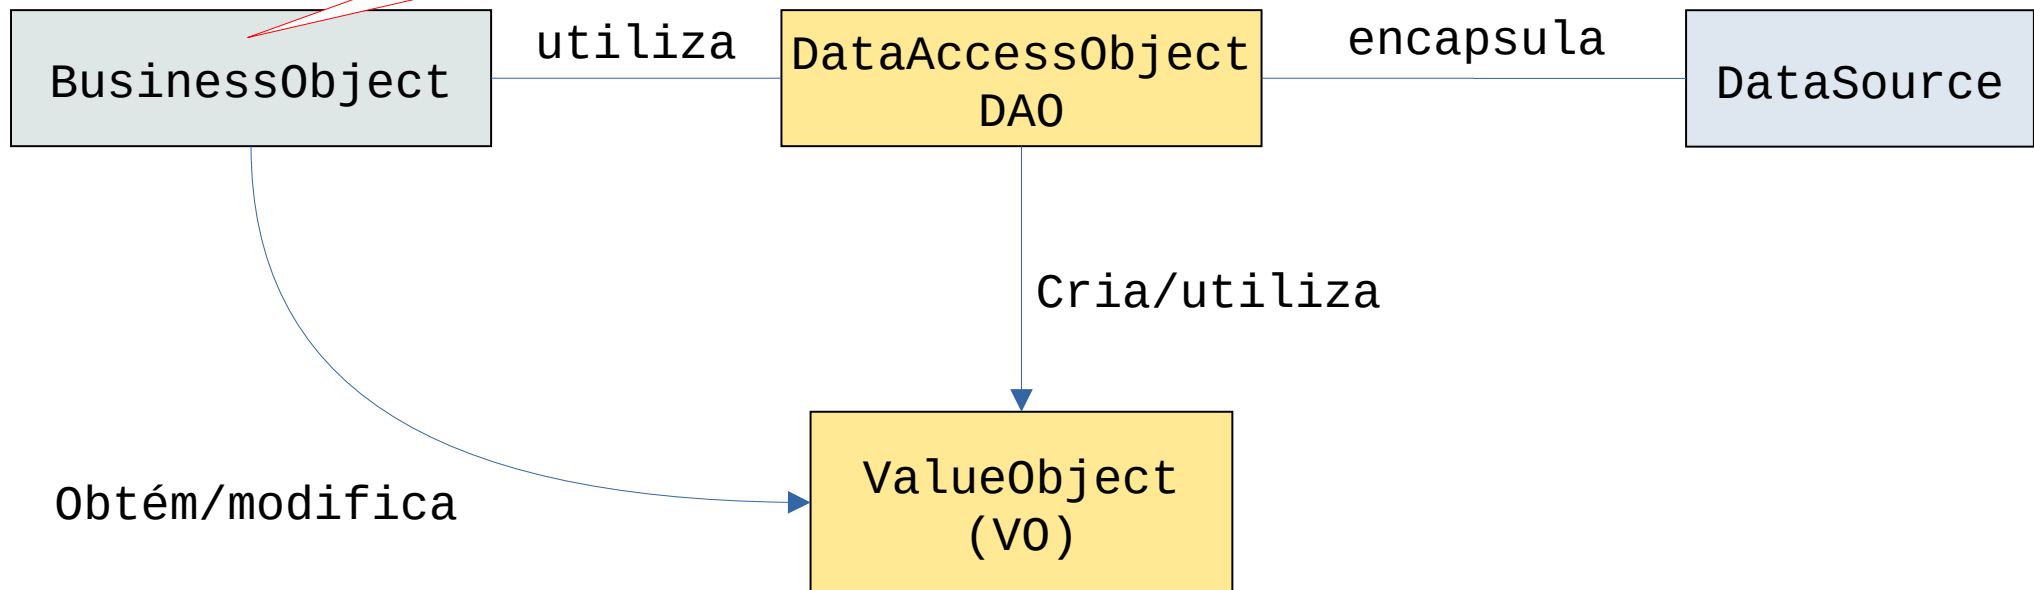 utiliza
encapsula
BusinessObject
DataAccessObject
DAO
DataSource
Cria/utiliza
Obtém/modifica
ValueObject
(VO)